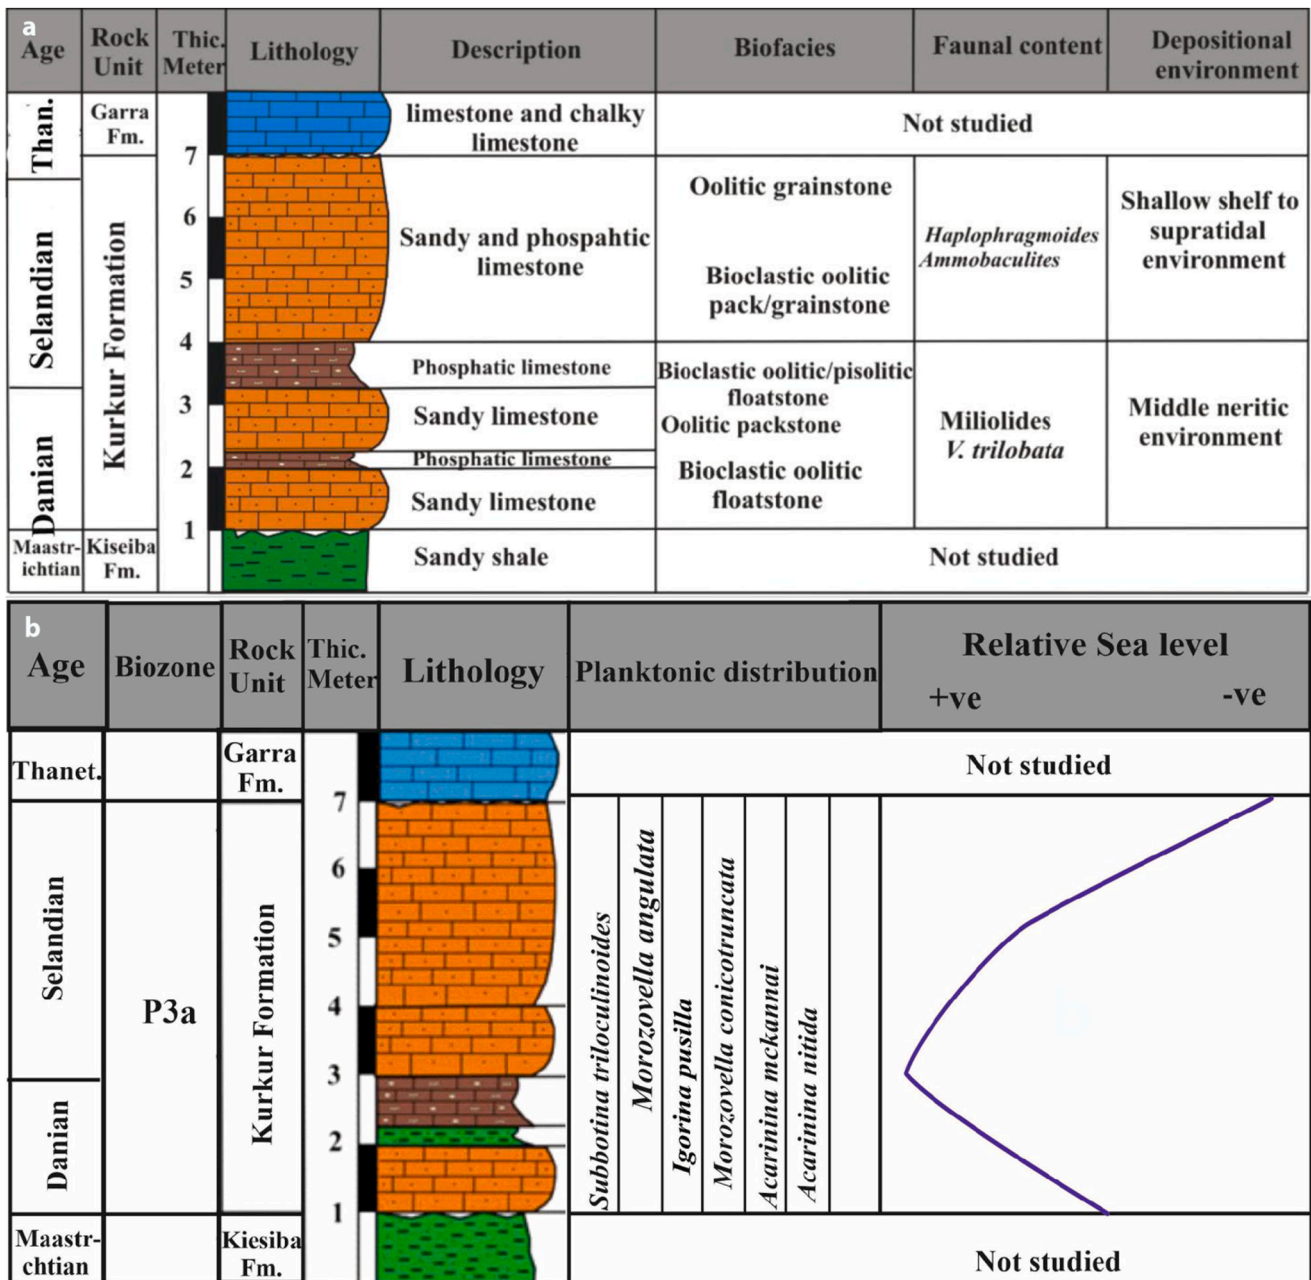 a
Age
Rock
Unit
Thic.
Meter
Lithology
Description
Biofacies
Faunal content
Depositional
environment
Than.
Garra
Fm.
limestone and chalky
limestone
Not studied
7
Selandian
Kurkur Formation
6
5
Sandy and phospahtic
limestone
Oolitic grainstone
Bioclastic oolitic
pack/grainstone
Haplophragmoides
Ammobaculites
Shallow shelf to
supratidal
environment
4
Phosphatic limestone
Bioclastic oolitic/pisolitic
floatstone
3
Danian
Sandy limestone
Oolitic packstone
Miliolides
V. trilobata
Middle neritic
environment
Phosphatic limestone
2
Bioclastic oolitic
floatstone
Sandy limestone
1
Maastr-
ichtian
Kiseiba
Fm.
Sandy shale
Not studied
b
Age
Biozone
Rock
Unit
Thic.
Meter
Lithology
Planktonic distribution
Relative Sea level
+ve
-ve
Thanet.
Garra
Fm.
Not studied
7
6
5
4
3
2
1
Selandian
Danian
P3a
Kurkur Formation
Subbotina triloculinoides
Morozovella angulata
Igorina pusilla
Morozovella conicotruncata
Acarinina mckannai
Acarinina nitida
Maastr-
chtian
Kiesiba
Fm.
Not studied